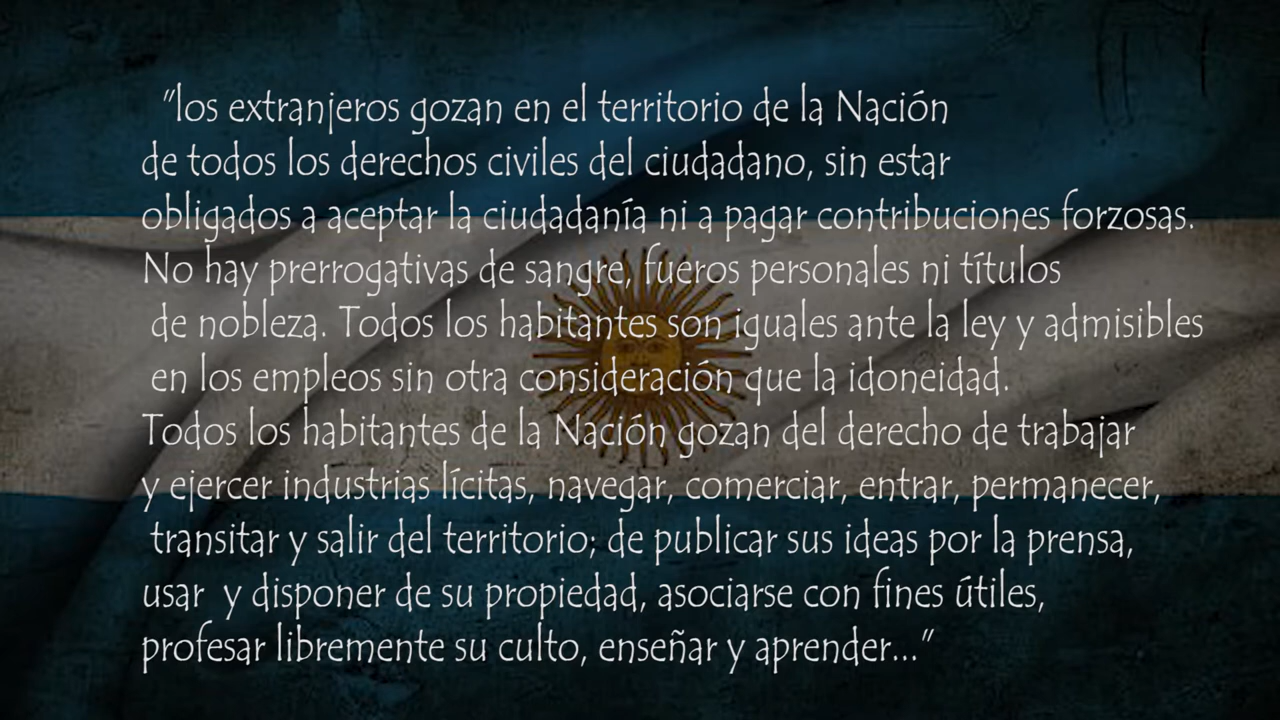 "los extranjeros gozan en el territorio de la Nación
de todos los derechos civiles del ciudadano, sin estar
obligados a aceptar la ciudadanía ni a pagar contribuciones forzosas.
No hay prerrogativas de sangre, fueros personales ni títulos
de nobleza. Todos los habitantes son iguales ante la ley y admisibles
en los empleos sin otra consideración que la idoneidad.
Todos los habitantes de la Nación gozan del derecho de trabajar
y ejercer industrias lícitas, navegar, comerciar, entrar, permanecer,
transitar y salir del territorio; de publicar sus ideas por la prensa,
usar y disponer de su propiedad, asociarse con fines útiles,
profesar libremente su culto, enseñar y aprender..."